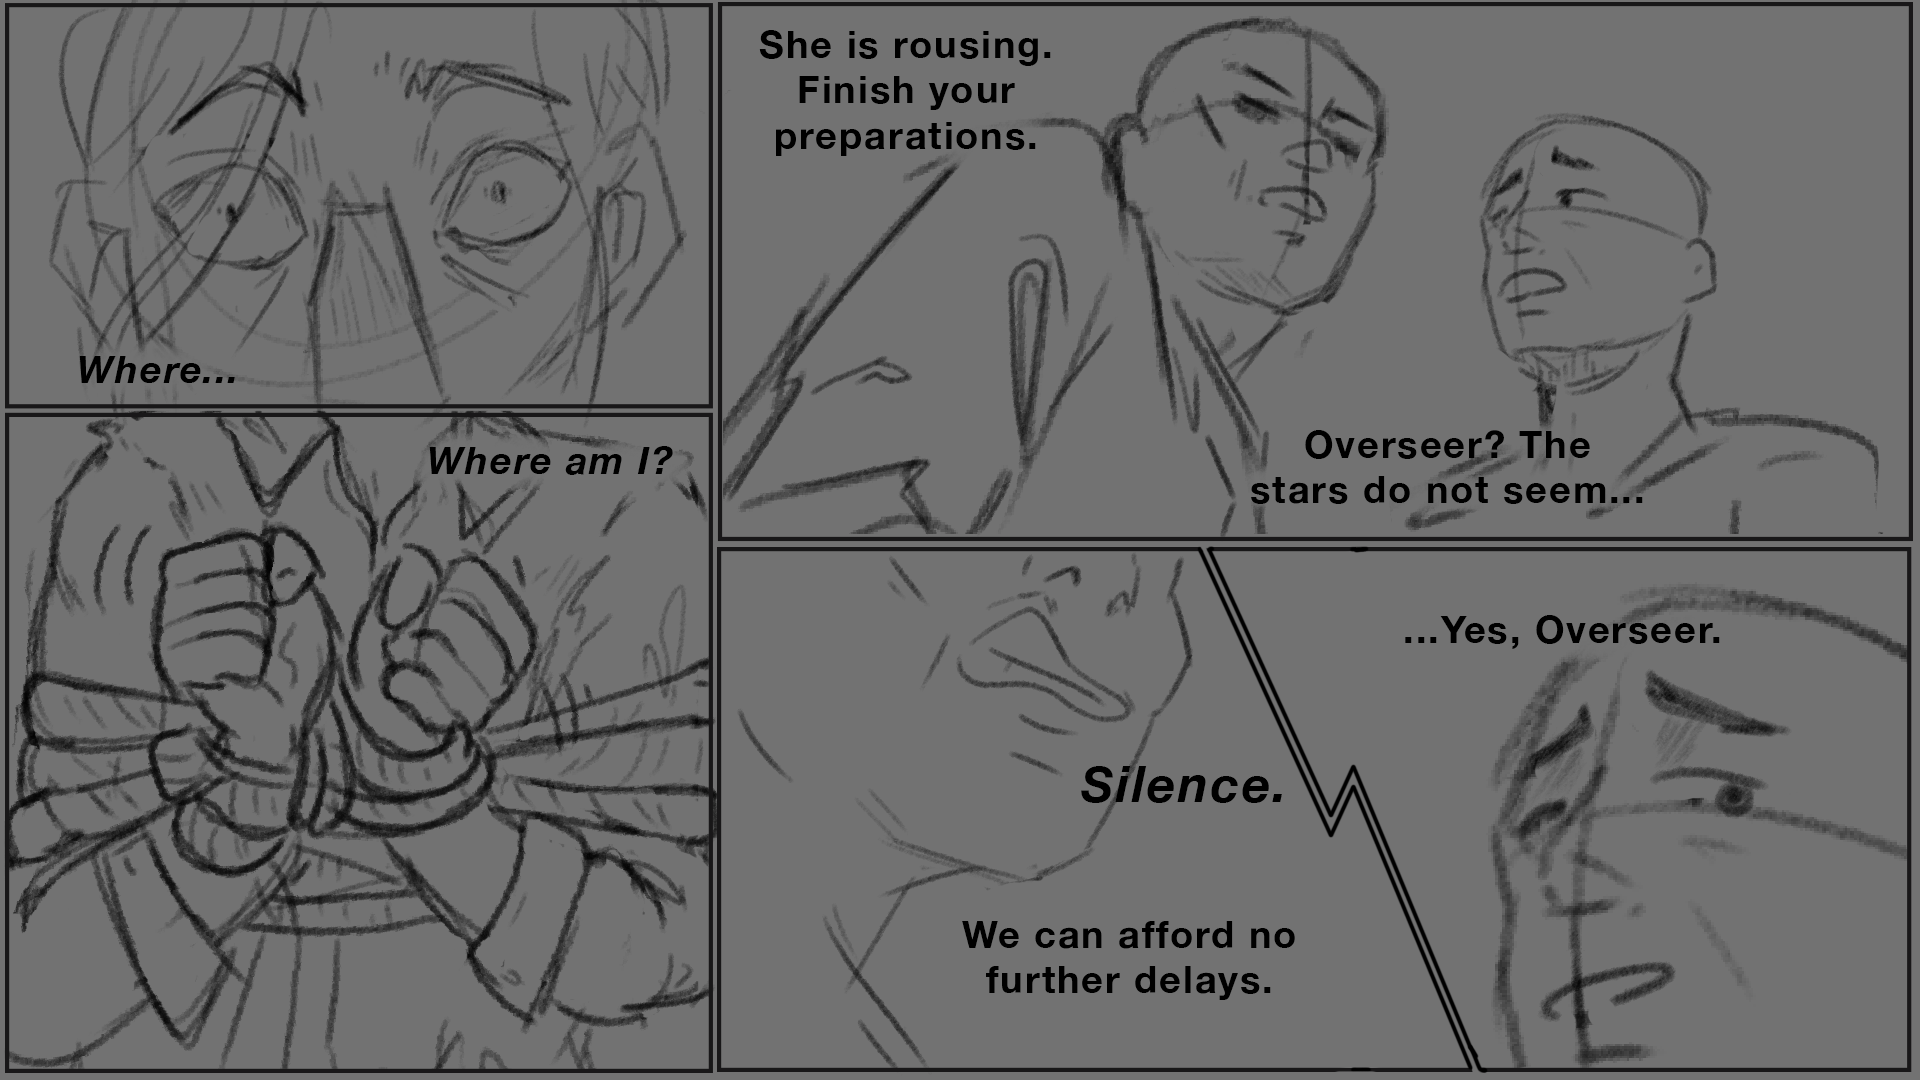 Where...
Where am I?
She is rousing.
Finish your
preparations.
Overseer? The
stars do not seem...
Silence.
We can afford no
further delays.
...Yes, Overseer.